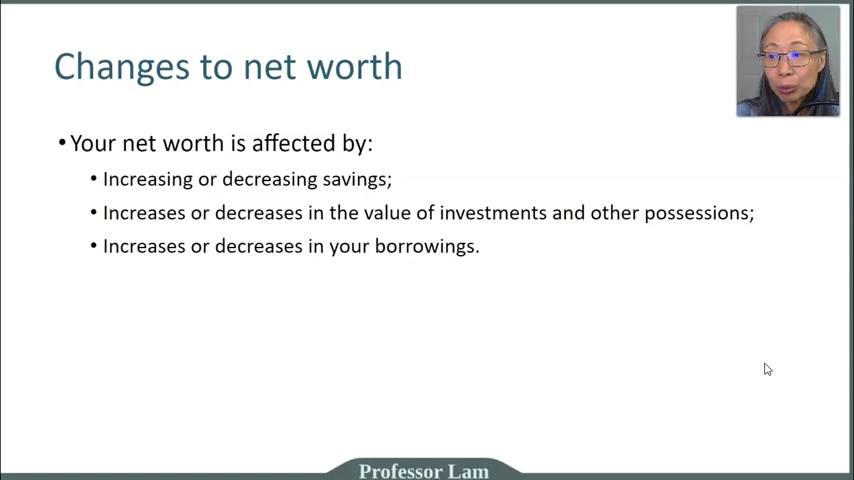 Changes to net worth
• Your net worth is affected by:
• Increasing or decreasing savings;
• Increases or decreases in the value of investments and other possessions;
• Increases or decreases in your borrowings.
Professor Lam